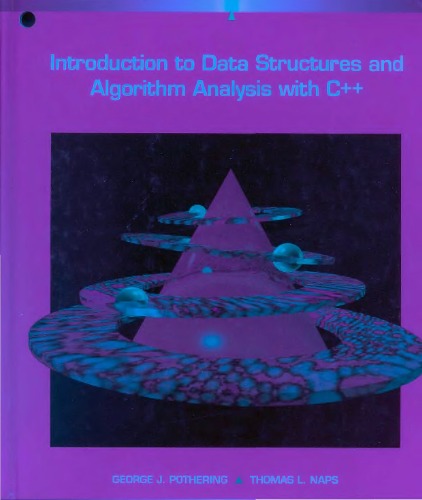 Introduction to Data Structures and
Algorithm Analysis with C++
GEORGE J. POTHERING ▲ THOMAS L. NAPS